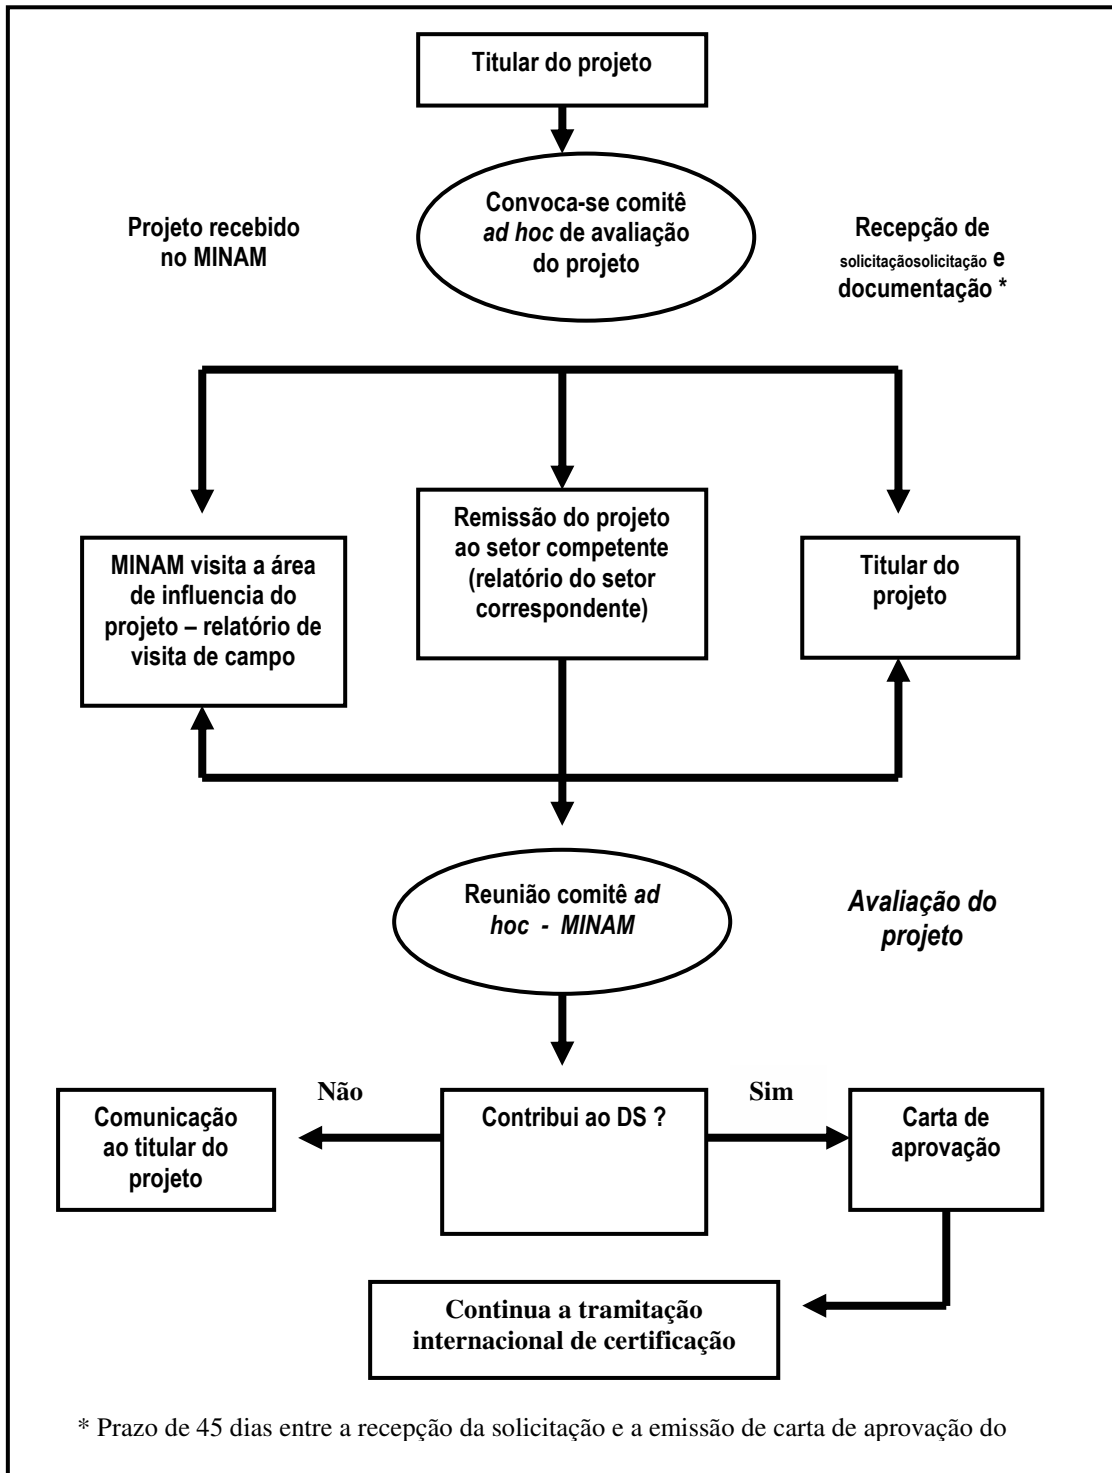 Titular do projeto
Convoca-se comitê
ad hoc de avaliação
do projeto
Projeto recebido
no MINAM
Recepção de
solicitaçãosolicitação e
documentação *
MINAM visita a área
de influencia do
projeto – relatório de
visita de campo
Remissão do projeto
ao setor competente
(relatório do setor
correspondente)
Titular do
projeto
Reunião comitê ad
hoc - MINAM
Avaliação do
projeto
Não
Sim
Comunicação
ao titular do
projeto
Contribui ao DS ?
Carta de
aprovação
Continua a tramitação
internacional de certificação
* Prazo de 45 dias entre a recepção da solicitação e a emissão de carta de aprovação do